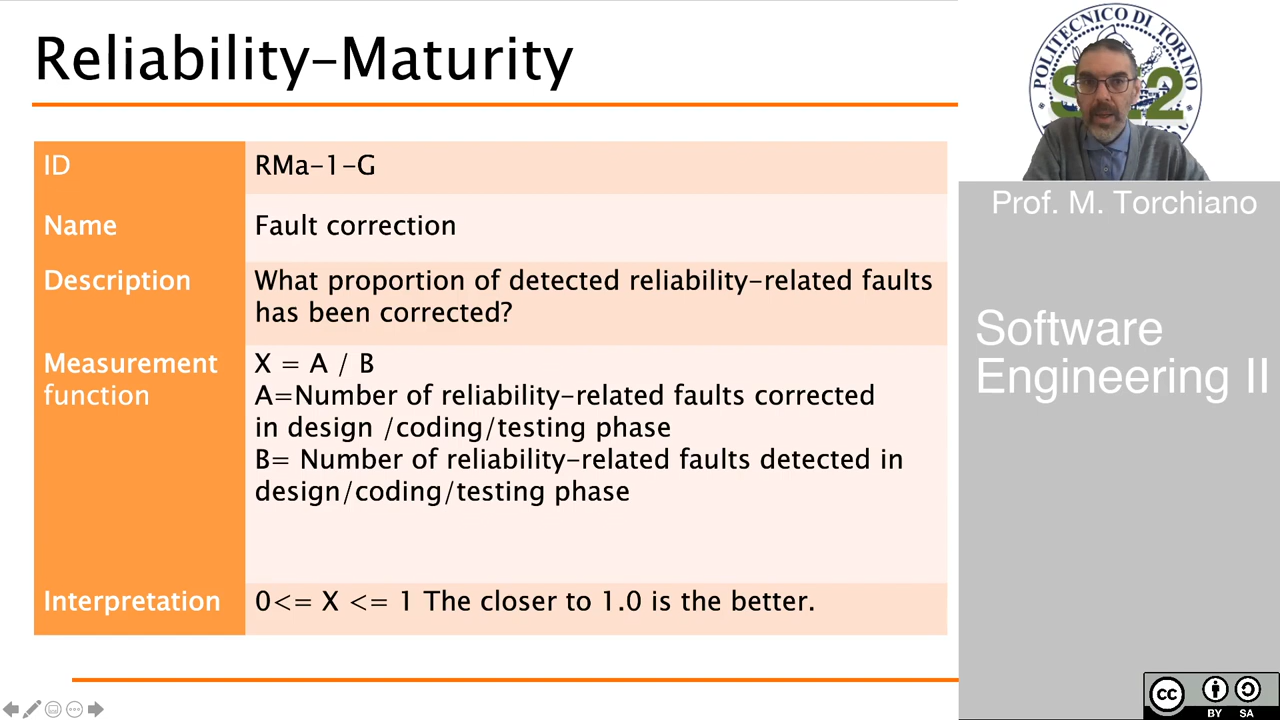 Reliability-Maturity
ID
RMa-1-G
Name
Fault correction
Description
What proportion of detected reliability-related faults
has been corrected?
Measurement
function
X = A / B
A=Number of reliability-related faults corrected
in design /coding/testing phase
B= Number of reliability-related faults detected in
design/coding/testing phase
Interpretation
0<= X <= 1 The closer to 1.0 is the better.
POLITECNICO DI TORINO
Prof. M. Torchiano
Software
Engineering II
cc
BY SA